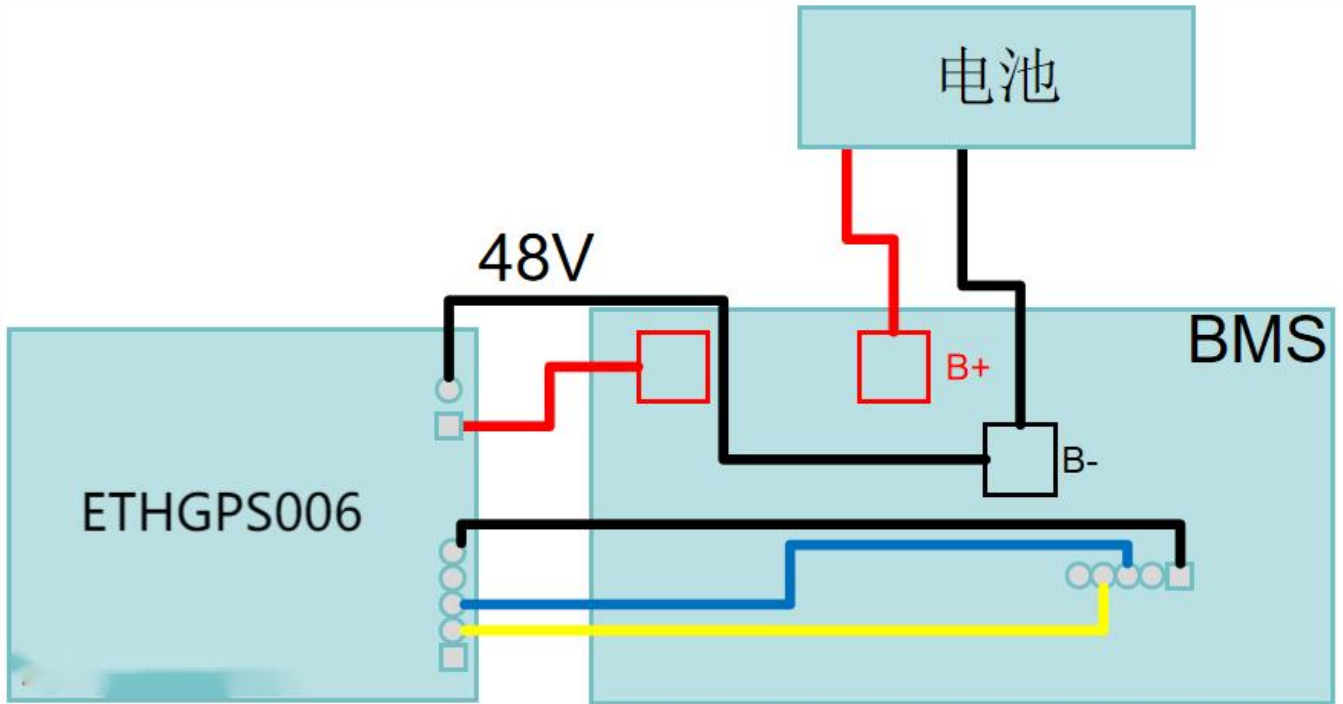 电池
48V
BMS
B+
B-
ETHGPS006